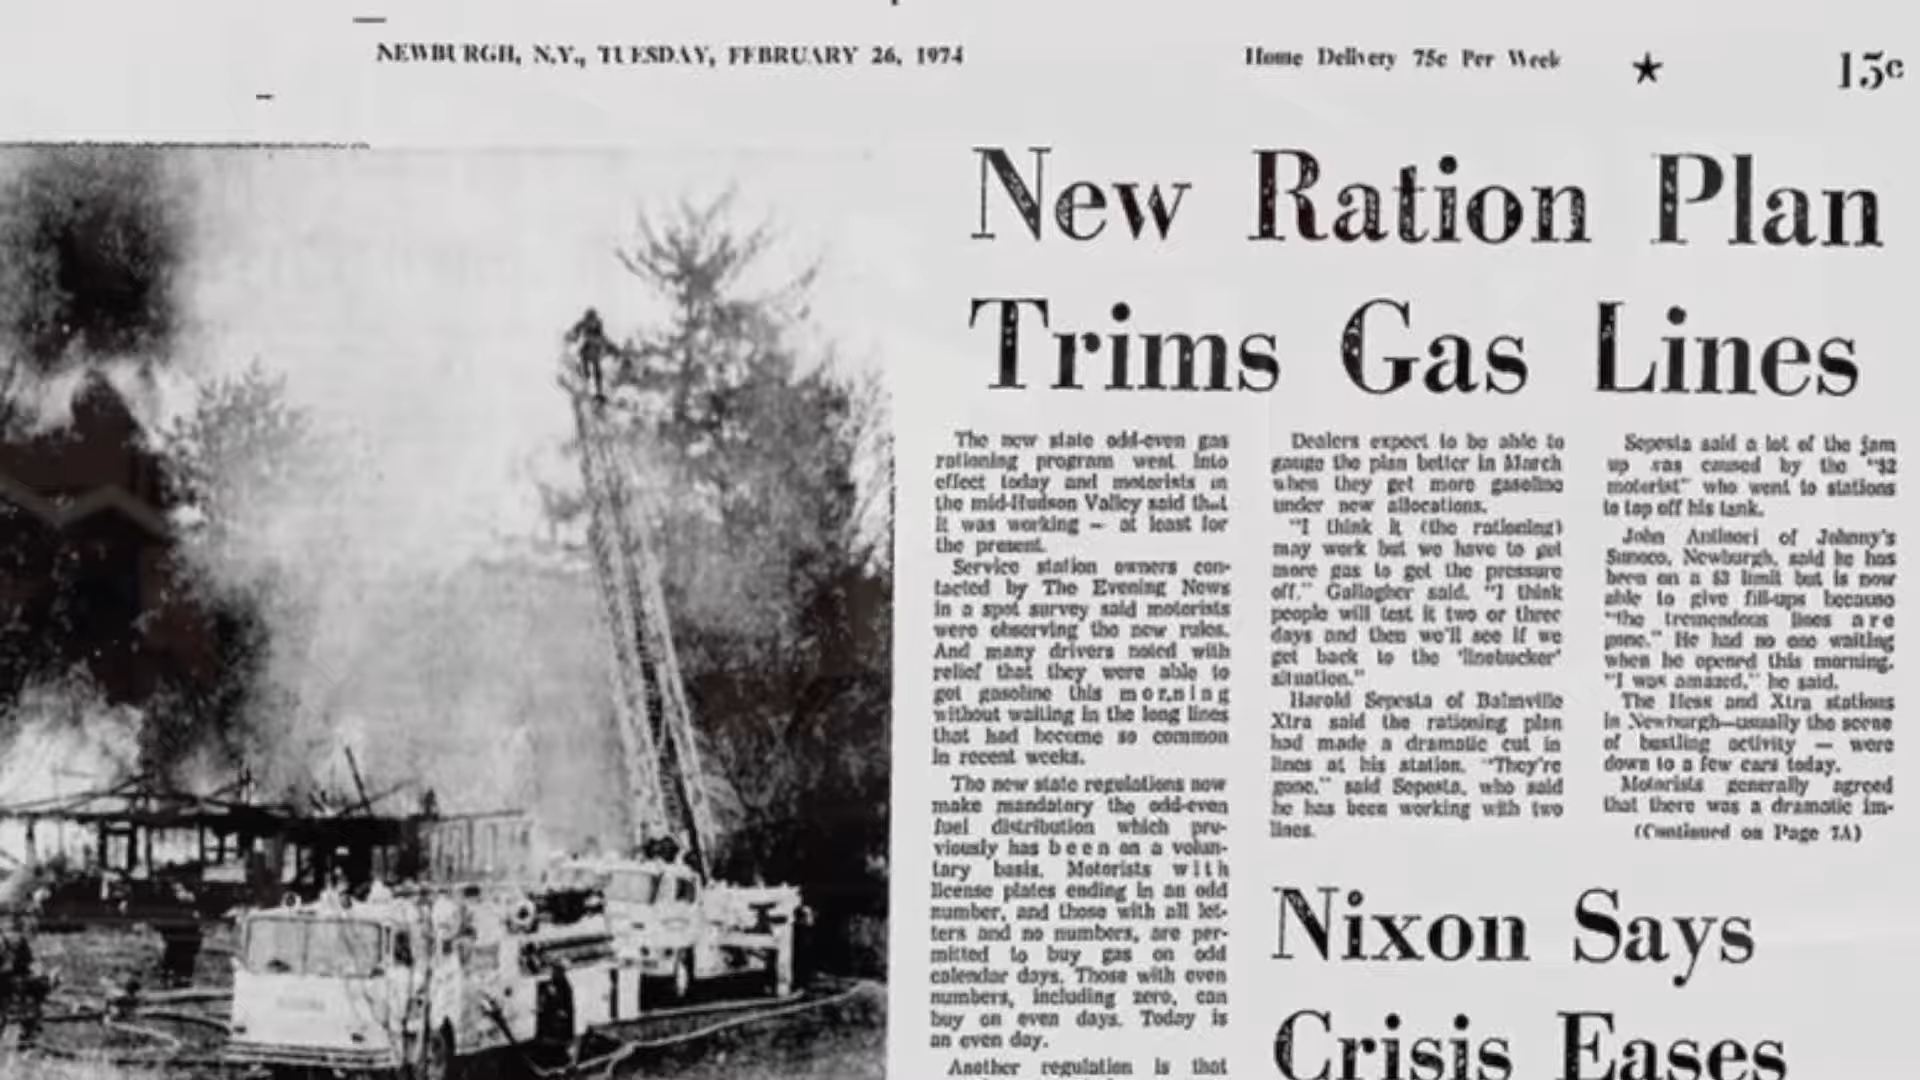 NEWBURGH, N.Y., TUESDAY, FEBRUARY 26, 1974
Home Delivery 75c Per Week
★
15c
New Ration Plan
Trims Gas Lines
The new state odd-even gas
rationing program went into
effect today and motorists in
the mid-Hudson Valley said that
it was working — at least for
the present.
Service station owners con-
tacted by The Evening News
in a spot survey said motorists
were observing the new rules.
And many drivers noted with
relief that they were able to
get gasoline this morning
without waiting in the long lines
that had become so common
in recent weeks.
The new state regulations now
make mandatory the odd-even
fuel distribution which pre-
viously has been on a volun-
tary basis. Motorists with
license plates ending in an odd
number, and those with all let-
ters and no numbers, are per-
mitted to buy gas on odd
calendar days. Those with even
numbers, including zero, can
buy on even days. Today is
an even day.
Another regulation is that
Dealers expect to be able to
gauge the plan better in March
when they get more gasoline
under new allocations.
"I think it (the rationing)
may work but we have to get
more gas to get the pressure
off," Gallagher said. "I think
people will test it two or three
days and then we'll see if we
get back to the 'linebucker'
situation."
Harold Sepesta of Balmville
Xtra said the rationing plan
had made a dramatic cut in
lines at his station. "They're
gone," said Sepesta, who said
he has been working with two
lines.
Sepesta said a lot of the jam
up was caused by the "$2
motorist" who went to stations
to top off his tank.
John Antinori of Johnny's
Sunoco, Newburgh, said he has
been on a $3 limit but is now
able to give fill-ups because
"the tremendous lines are
gone." He had no one waiting
when he opened this morning.
"I was amazed," he said.
The Hess and Xtra stations
in Newburgh—usually the scene
of bustling activity — were
down to a few cars today.
Motorists generally agreed
that there was a dramatic im-
(Continued on Page 7A)
Nixon Says
Crisis Eases